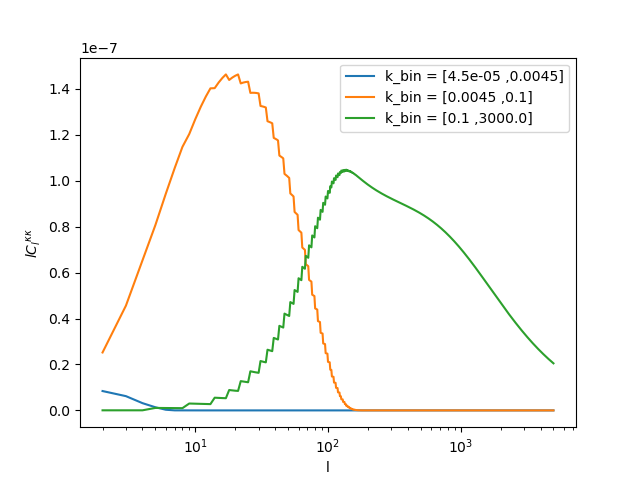 1e−7
k_bin = [4.5e-05 ,0.0045]
k_bin = [0.0045 ,0.1]
k_bin = [0.1 ,3000.0]
1.4
1.2
1.0
0.8
0.6
0.4
0.2
0.0
lC_l^{κκ}
10^1
10^2
10^3
l